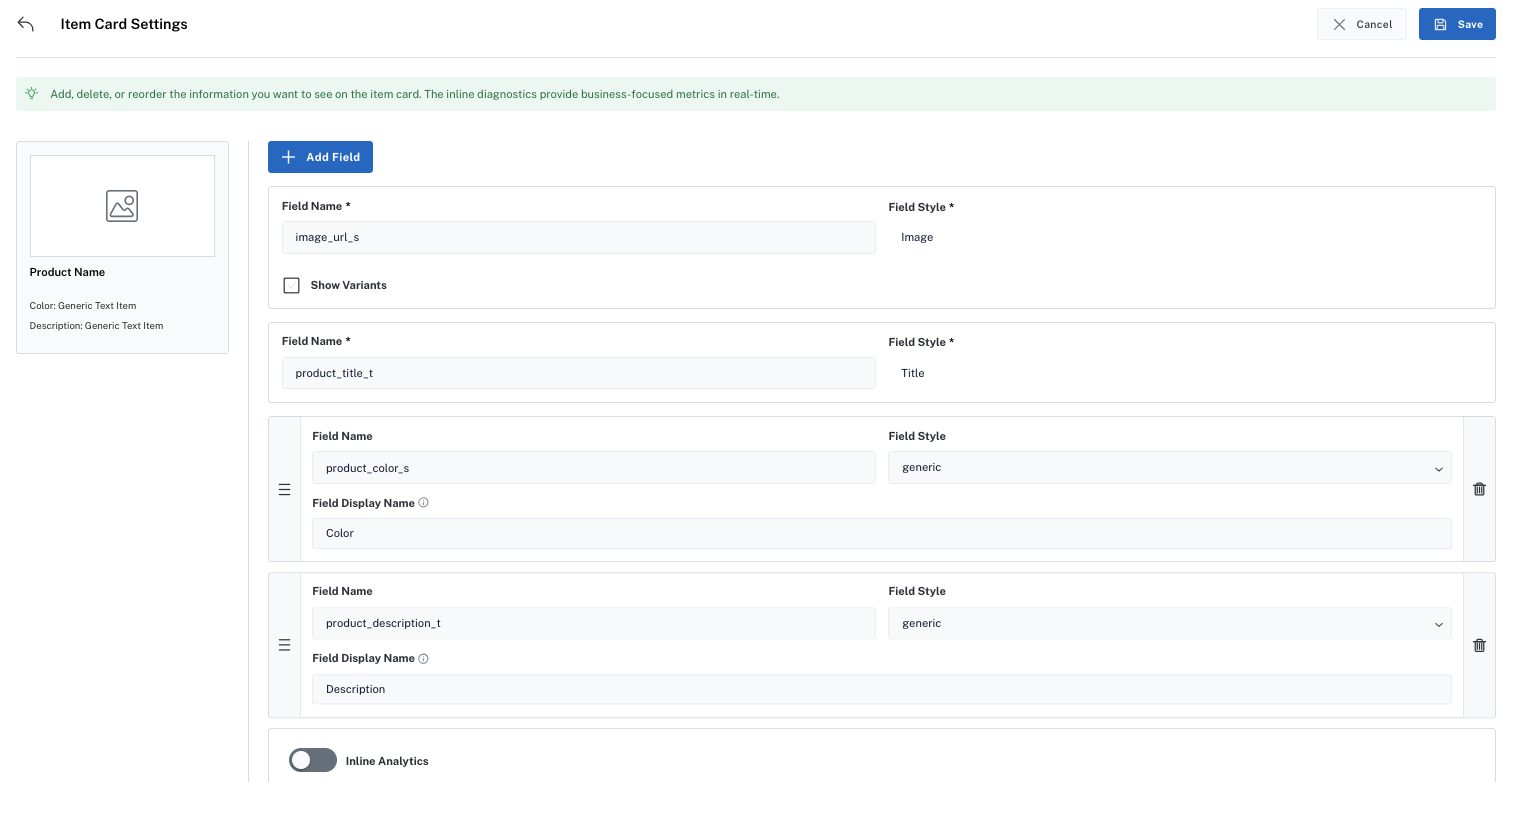 Item Card Settings
Cancel
Save
Add, delete, or reorder the information you want to see on the item card. The inline diagnostics provide business-focused metrics in real-time.
Product Name
Color: Generic Text Item
Description: Generic Text Item
Add Field
Field Name *
Field Style *
image_url_s
Image
Show Variants
Field Name *
Field Style *
product_title_t
Title
Field Name
Field Style
product_color_s
generic
Field Display Name
Color
Field Name
Field Style
product_description_t
generic
Field Display Name
Description
Inline Analytics